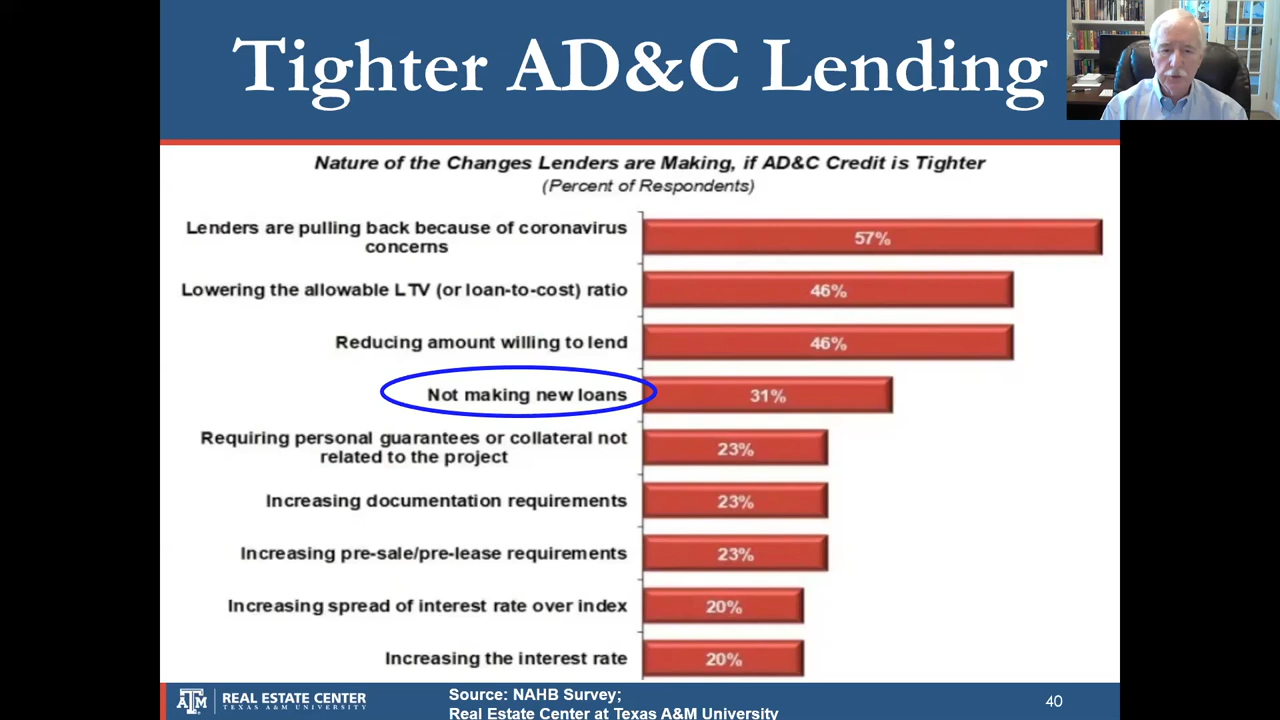 Tighter AD&C Lending
Nature of the Changes Lenders are Making, if AD&C Credit is Tighter
(Percent of Respondents)
Lenders are pulling back because of coronavirus
concerns
57%
Lowering the allowable LTV (or loan-to-cost) ratio
46%
Reducing amount willing to lend
46%
Not making new loans
31%
Requiring personal guarantees or collateral not
related to the project
23%
Increasing documentation requirements
23%
Increasing pre-sale/pre-lease requirements
23%
Increasing spread of interest rate over index
20%
Increasing the interest rate
20%
ATM
REAL ESTATE CENTER
TEXAS A&M UNIVERSITY
Source: NAHB Survey;
Real Estate Center at Texas A&M University
40